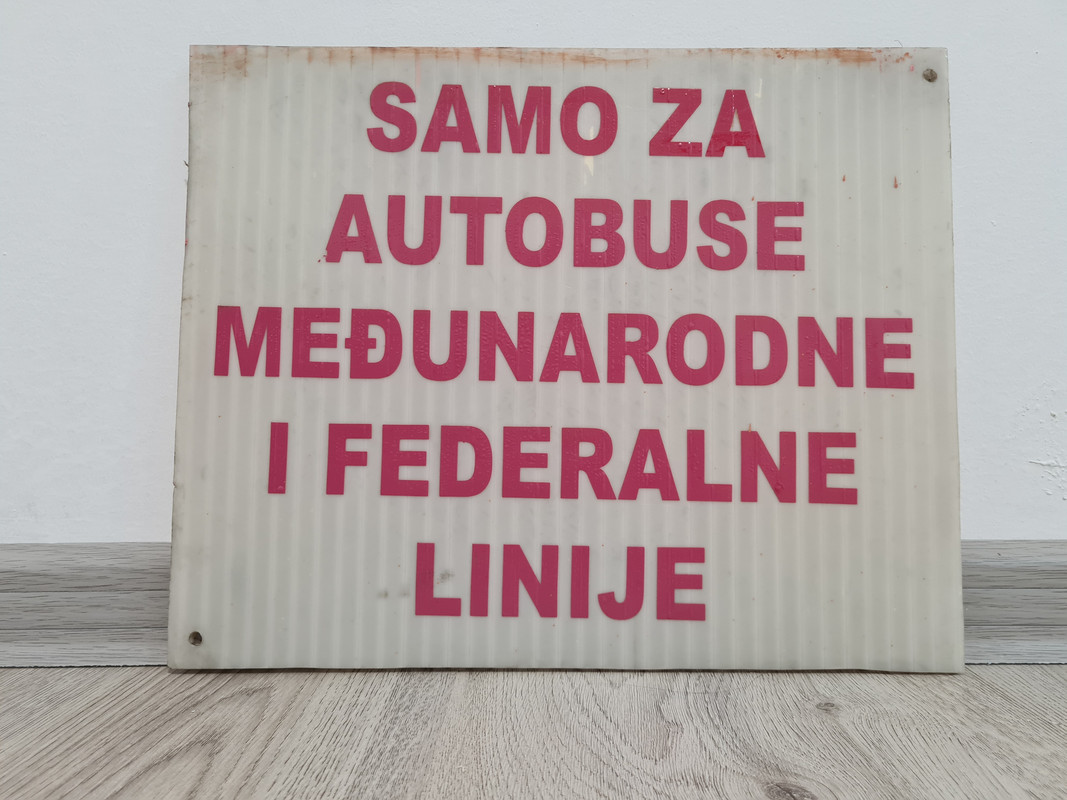 SAMO ZA
AUTOBUSE
MEĐUNARODNE
I FEDERALNE
LINIJE